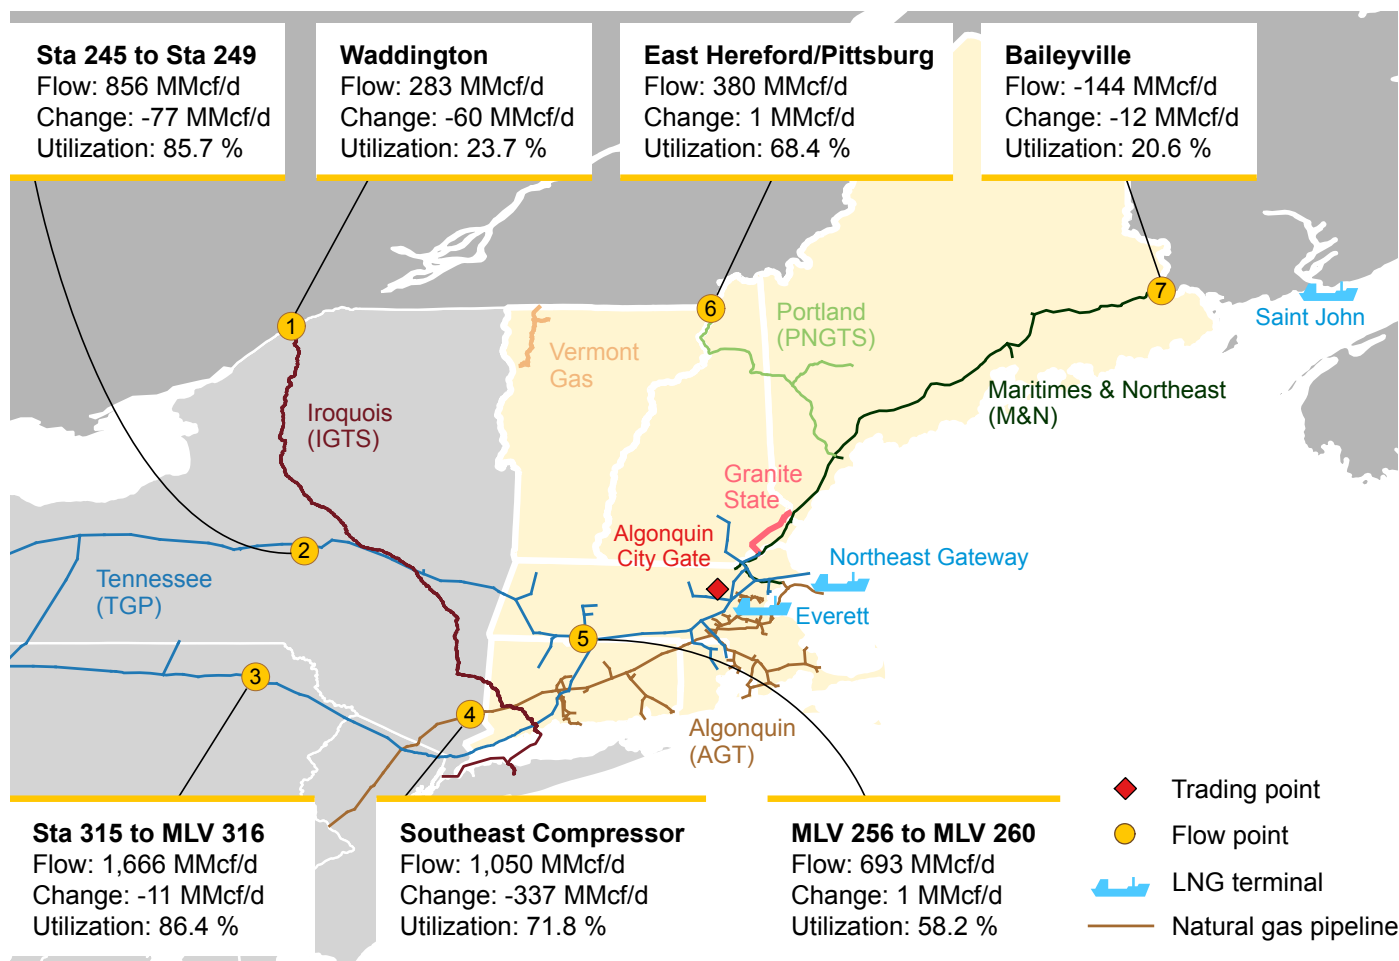 Sta 245 to Sta 249
Flow: 856 MMcf/d
Change: -77 MMcf/d
Utilization: 85.7 %
Waddington
Flow: 283 MMcf/d
Change: -60 MMcf/d
Utilization: 23.7 %
East Hereford/Pittsburg
Flow: 380 MMcf/d
Change: 1 MMcf/d
Utilization: 68.4 %
Baileyville
Flow: -144 MMcf/d
Change: -12 MMcf/d
Utilization: 20.6 %
1
2
3
4
5
6
7
Vermont
Gas
Portland
(PNGTS)
Saint John
Maritimes & Northeast
(M&N)
Iroquois
(IGTS)
Granite
State
Algonquin
City Gate
Northeast Gateway
Everett
Tennessee
(TGP)
Algonquin
(AGT)
Sta 315 to MLV 316
Flow: 1,666 MMcf/d
Change: -11 MMcf/d
Utilization: 86.4 %
Southeast Compressor
Flow: 1,050 MMcf/d
Change: -337 MMcf/d
Utilization: 71.8 %
MLV 256 to MLV 260
Flow: 693 MMcf/d
Change: 1 MMcf/d
Utilization: 58.2 %
Trading point
Flow point
LNG terminal
Natural gas pipeline